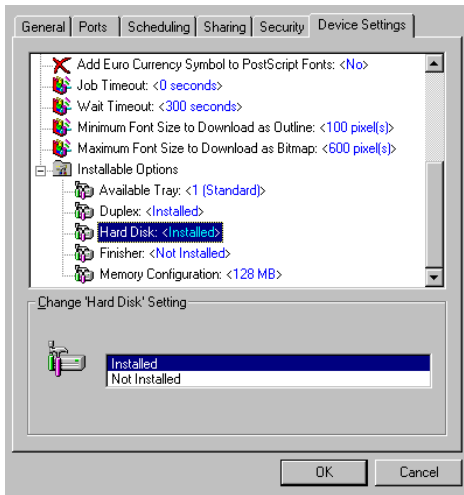 General Ports Scheduling Sharing Security Device Settings
Add Euro Currency Symbol to PostScript Fonts: <No>
Job Timeout: <0 seconds>
Wait Timeout: <300 seconds>
Minimum Font Size to Download as Outline: <100 pixel(s)>
Maximum Font Size to Download as Bitmap: <600 pixel(s)>
Installable Options
Available Tray: <1 (Standard)>
Duplex: <Installed>
Hard Disk: <Installed>
Finisher: <Not Installed>
Memory Configuration: <128 MB>
Change 'Hard Disk' Setting
Installed
Not Installed
OK Cancel